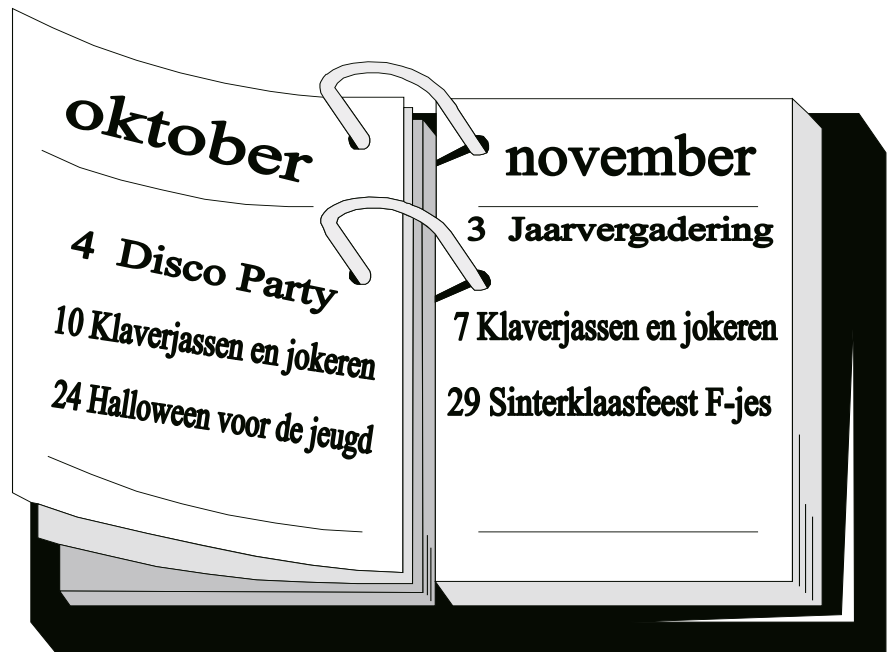 oktober
4 Disco Party
10 Klaverjassen en jokeren
24 Halloween voor de jeugd
november
3 Jaarvergadering
7 Klaverjassen en jokeren
29 Sinterklaasfeest F-jes